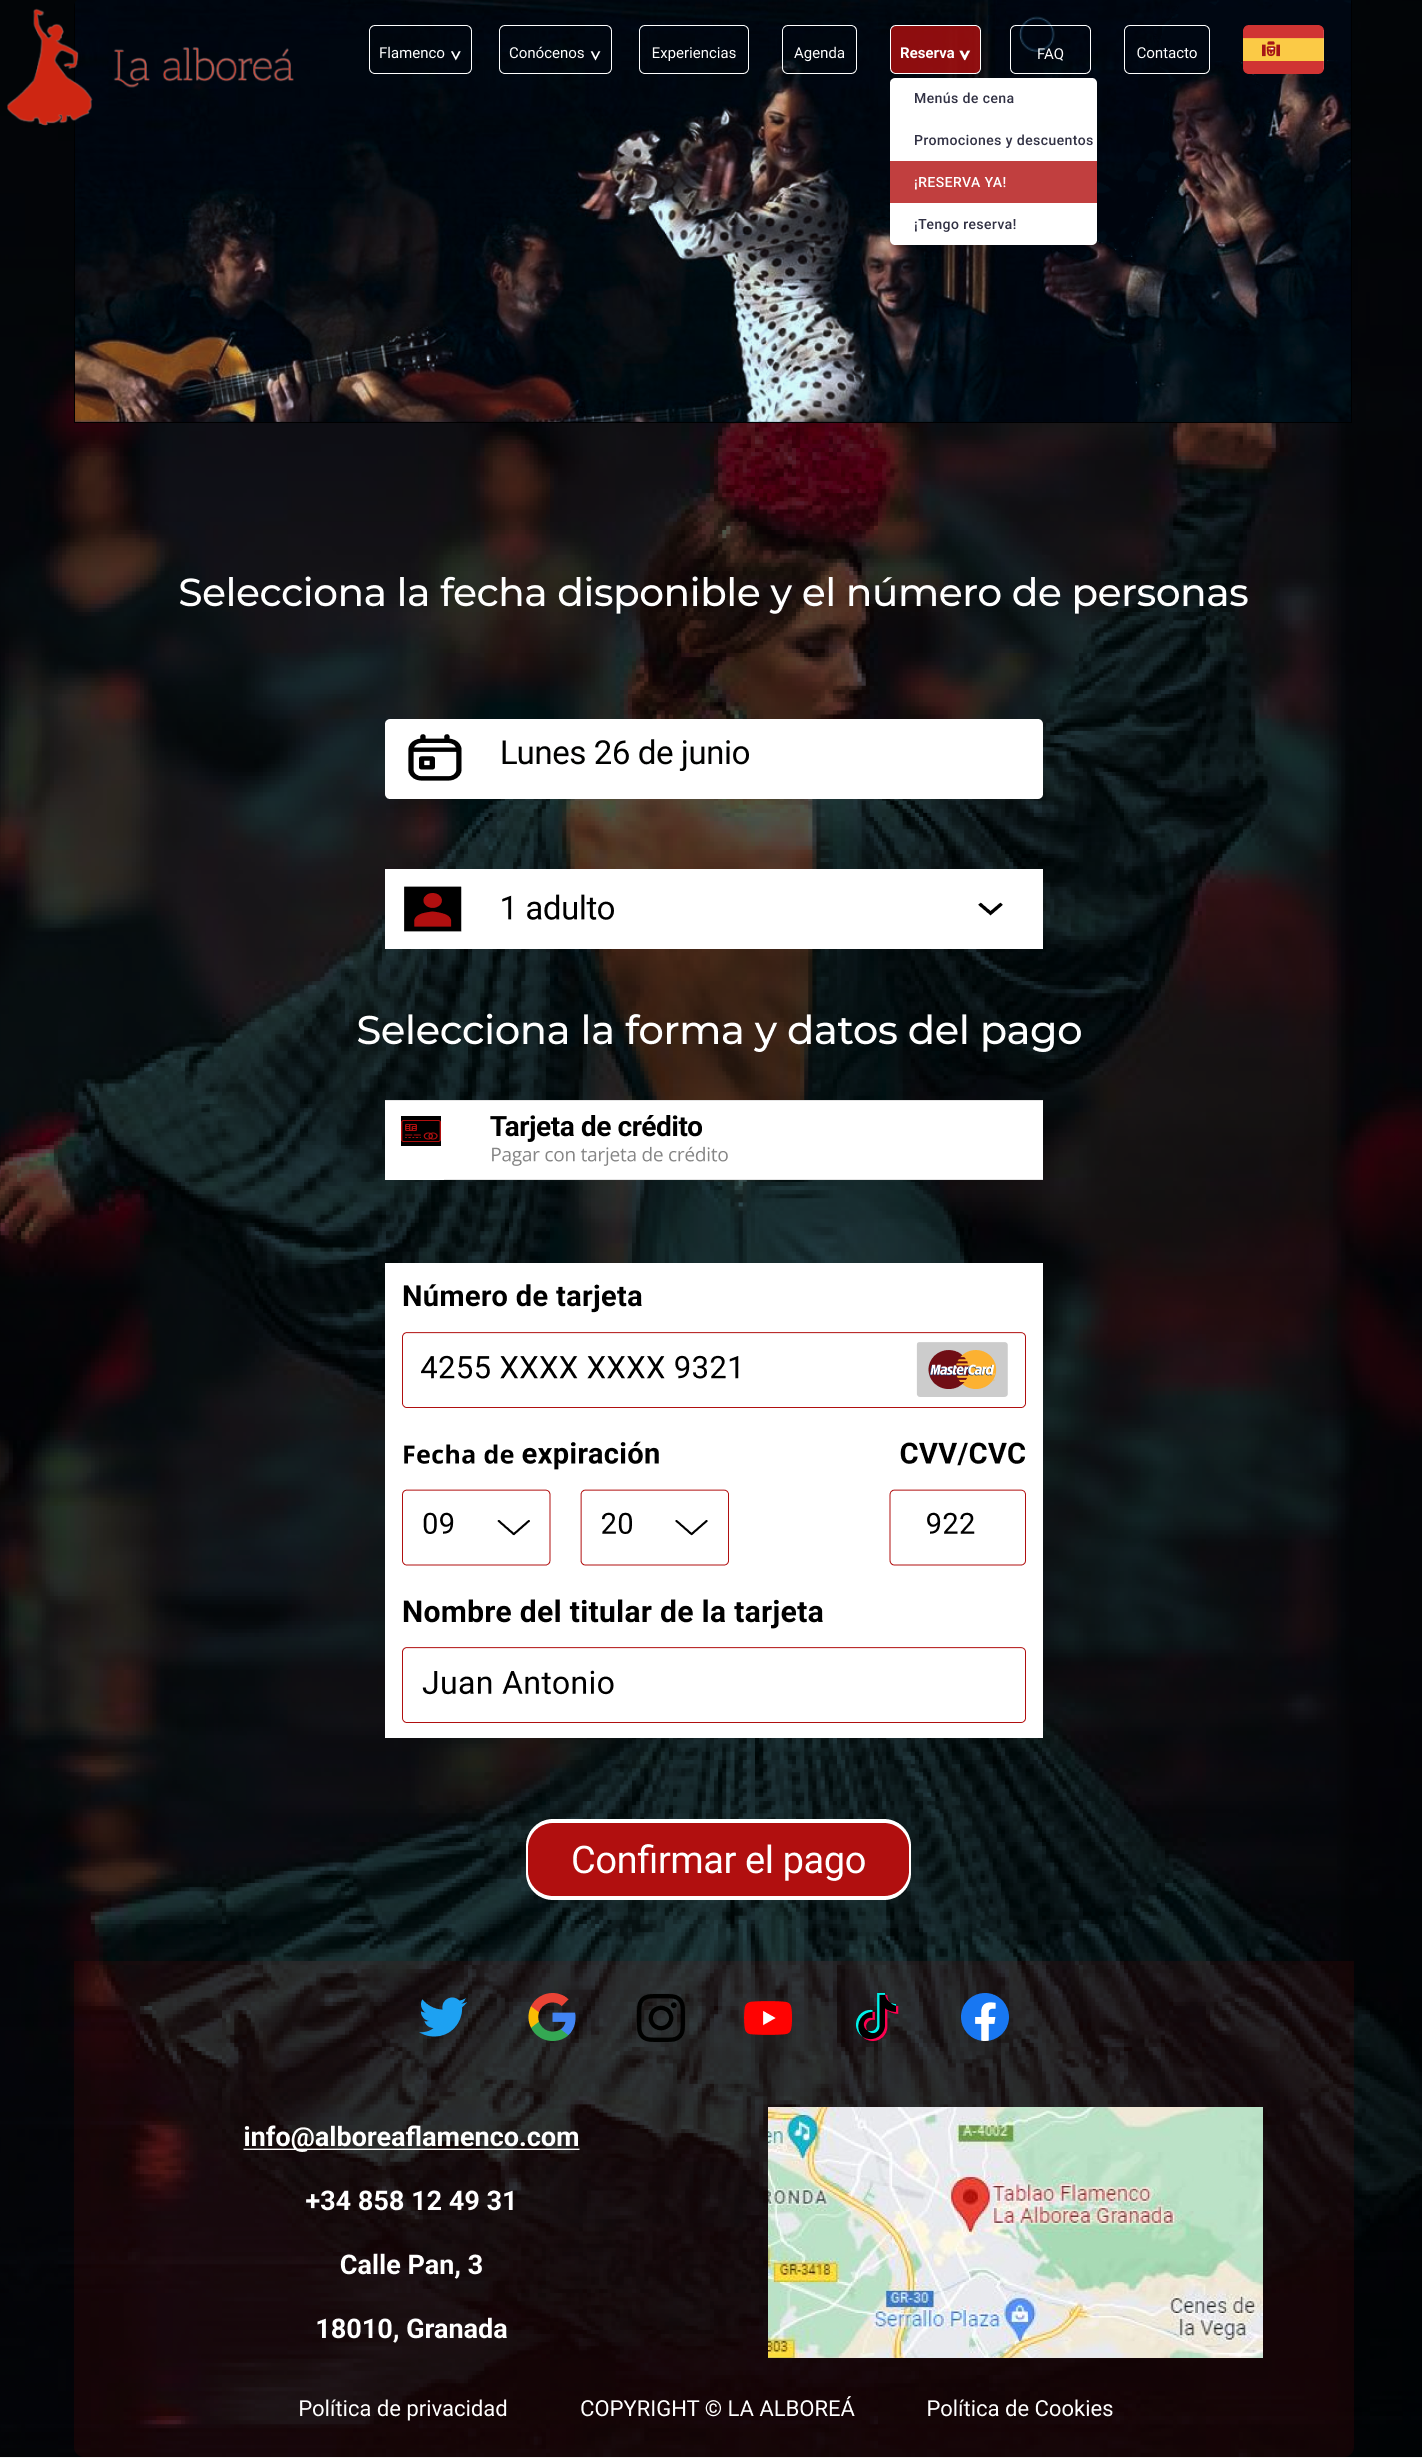 La alboreá
Flamenco
Conócenos
Experiencias
Agenda
Reserva
FAQ
Contacto
Menús de cena
Promociones y descuentos
¡RESERVA YA!
¡Tengo reserva!
Selecciona la fecha disponible y el número de personas
Lunes 26 de junio
1 adulto
Selecciona la forma y datos del pago
Tarjeta de crédito
Pagar con tarjeta de crédito
Número de tarjeta
4255 XXXX XXXX 9321
MasterCard
Fecha de expiración
CVV/CVC
09
20
922
Nombre del titular de la tarjeta
Juan Antonio
Confirmar el pago
info@alboreaflamenco.com
+34 858 12 49 31
Calle Pan, 3
18010, Granada
en
A-4002
RONDA
Tablao Flamenco
La Alborea Granada
GR-3418
GR-30
Serrallo Plaza
Cenes de
la Vega
303
Política de privacidad
COPYRIGHT © LA ALBOREÁ
Política de Cookies